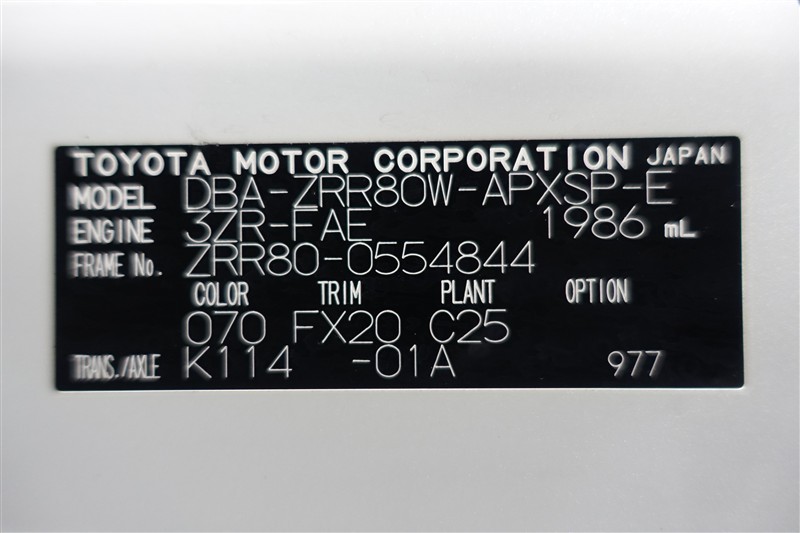 TOYOTA MOTOR CORPORATION JAPAN
MODEL DBA-ZRR80W-APXSP-E
ENGINE 3ZR-FAE 1986 mL
FRAME No. ZRR80-0554844
COLOR TRIM PLANT OPTION
070 FX20 C25
TRANS./AXLE K114 -01A 977